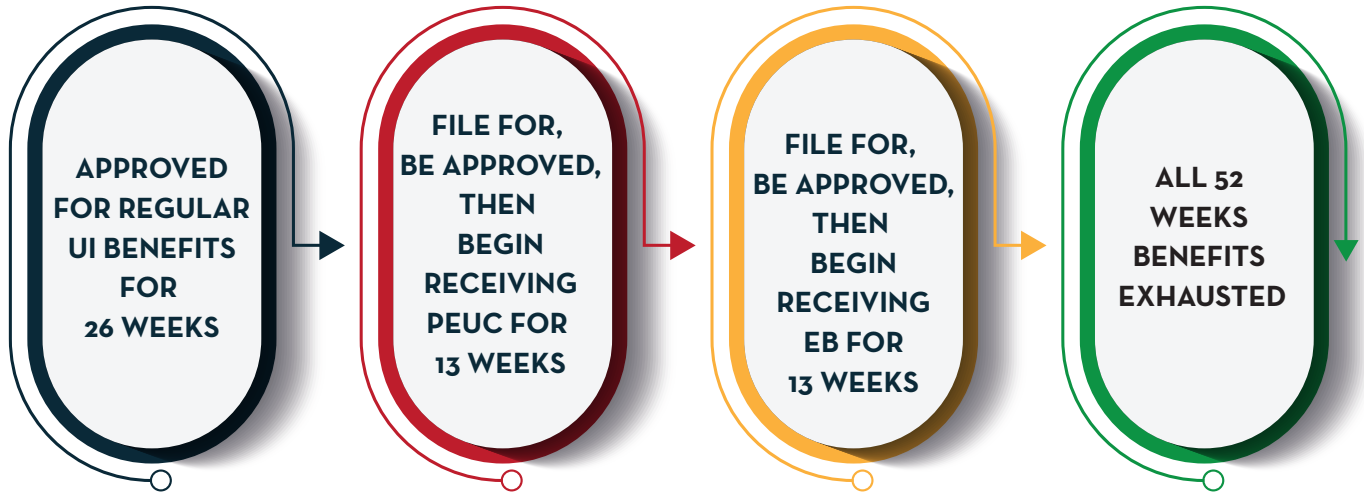 APPROVED
FOR REGULAR
UI BENEFITS
FOR
26 WEEKS
FILE FOR,
BE APPROVED,
THEN
BEGIN
RECEIVING
PEUC FOR
13 WEEKS
FILE FOR,
BE APPROVED,
THEN
BEGIN
RECEIVING
EB FOR
13 WEEKS
ALL 52
WEEKS
BENEFITS
EXHAUSTED